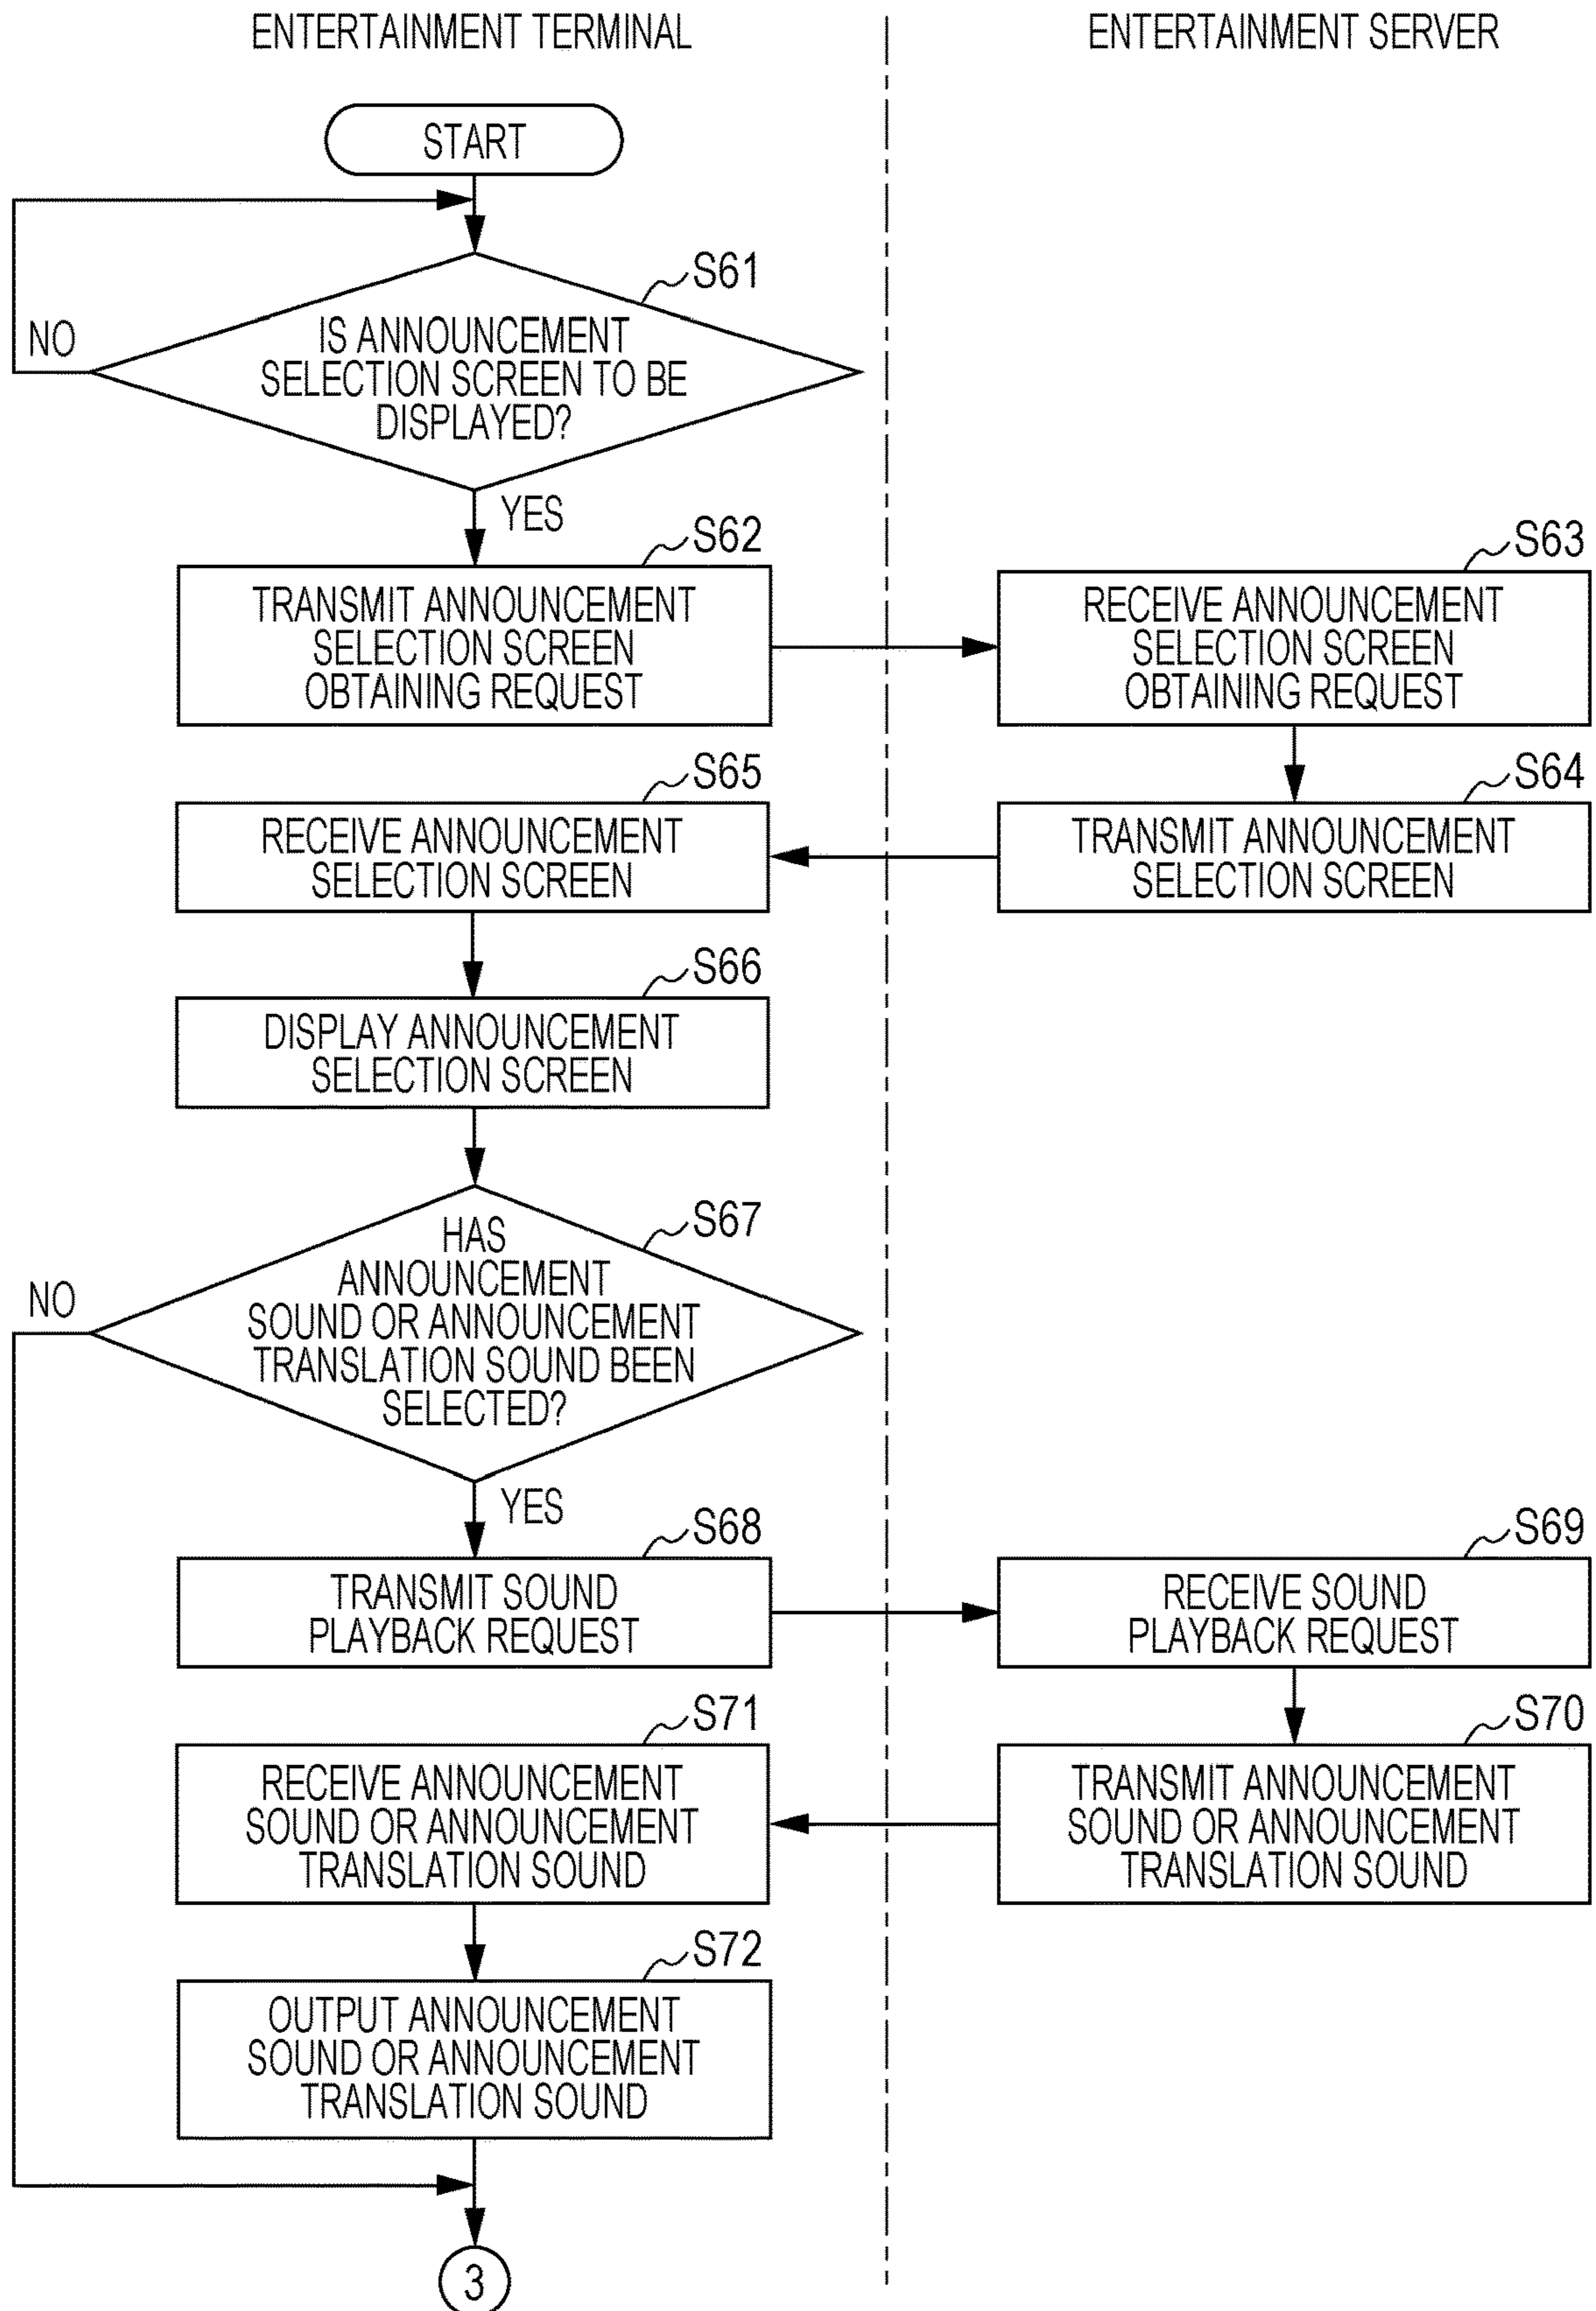 ENTERTAINMENT TERMINAL
ENTERTAINMENT SERVER
START
S61
IS ANNOUNCEMENT
SELECTION SCREEN TO BE
DISPLAYED?
NO
YES
S62
TRANSMIT ANNOUNCEMENT
SELECTION SCREEN
OBTAINING REQUEST
S63
RECEIVE ANNOUNCEMENT
SELECTION SCREEN
OBTAINING REQUEST
S64
TRANSMIT ANNOUNCEMENT
SELECTION SCREEN
S65
RECEIVE ANNOUNCEMENT
SELECTION SCREEN
S66
DISPLAY ANNOUNCEMENT
SELECTION SCREEN
S67
HAS
ANNOUNCEMENT
SOUND OR ANNOUNCEMENT
TRANSLATION SOUND BEEN
SELECTED?
NO
YES
S68
TRANSMIT SOUND
PLAYBACK REQUEST
S69
RECEIVE SOUND
PLAYBACK REQUEST
S70
TRANSMIT ANNOUNCEMENT
SOUND OR ANNOUNCEMENT
TRANSLATION SOUND
S71
RECEIVE ANNOUNCEMENT
SOUND OR ANNOUNCEMENT
TRANSLATION SOUND
S72
OUTPUT ANNOUNCEMENT
SOUND OR ANNOUNCEMENT
TRANSLATION SOUND
3